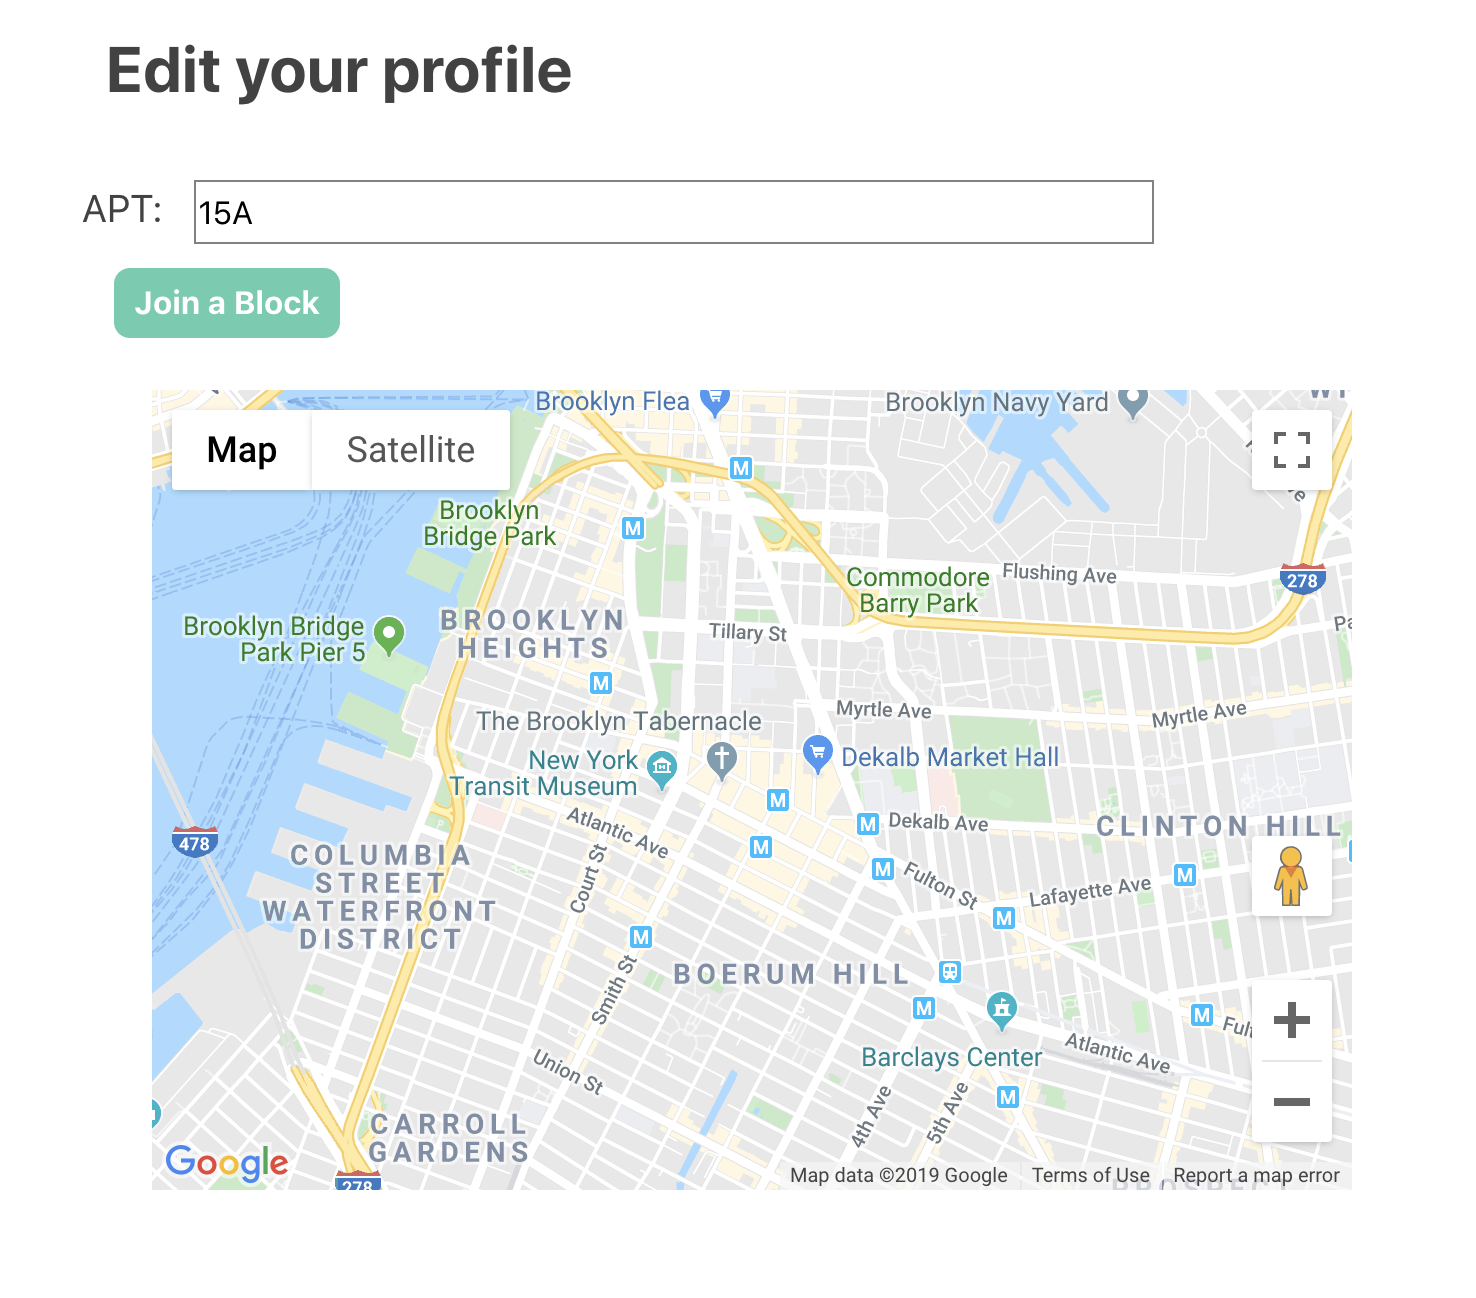 Edit your profile
APT:
15A
Join a Block
Brooklyn Flea
Brooklyn Navy Yard
Map
Satellite
Brooklyn
Bridge Park
M
M
Commodore
Barry Park
Flushing Ave
278
Brooklyn Bridge
Park Pier 5
BROOKLYN
HEIGHTS
Tillary St
M
Myrtle Ave
Myrtle Ave
The Brooklyn Tabernacle
New York
Transit Museum
Dekalb Market Hall
M
M
M
Dekalb Ave
CLINTON HILL
478
Atlantic Ave
Court St
COLUMBIA
STREET
WATERFRONT
DISTRICT
M
Fulton St
Lafayette Ave
M
M
M
Smith St
BOERUM HILL
M
M
Barclays Center
Atlantic Ave
Union St
4th Ave
5th Ave
M
CARROLL
GARDENS
278
Google
Map data ©2019 Google
Terms of Use
Report a map error